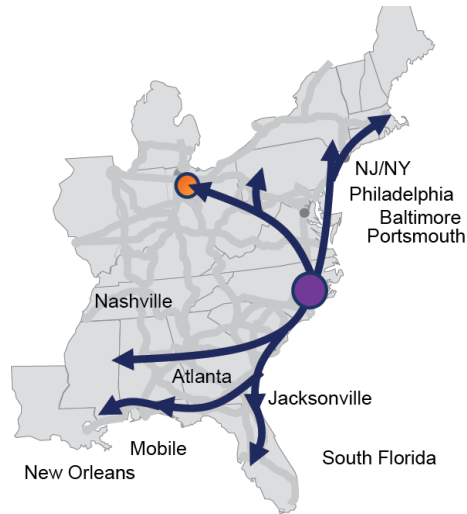 NJ/NY
Philadelphia
Baltimore
Portsmouth
Nashville
Atlanta
Jacksonville
Mobile
South Florida
New Orleans